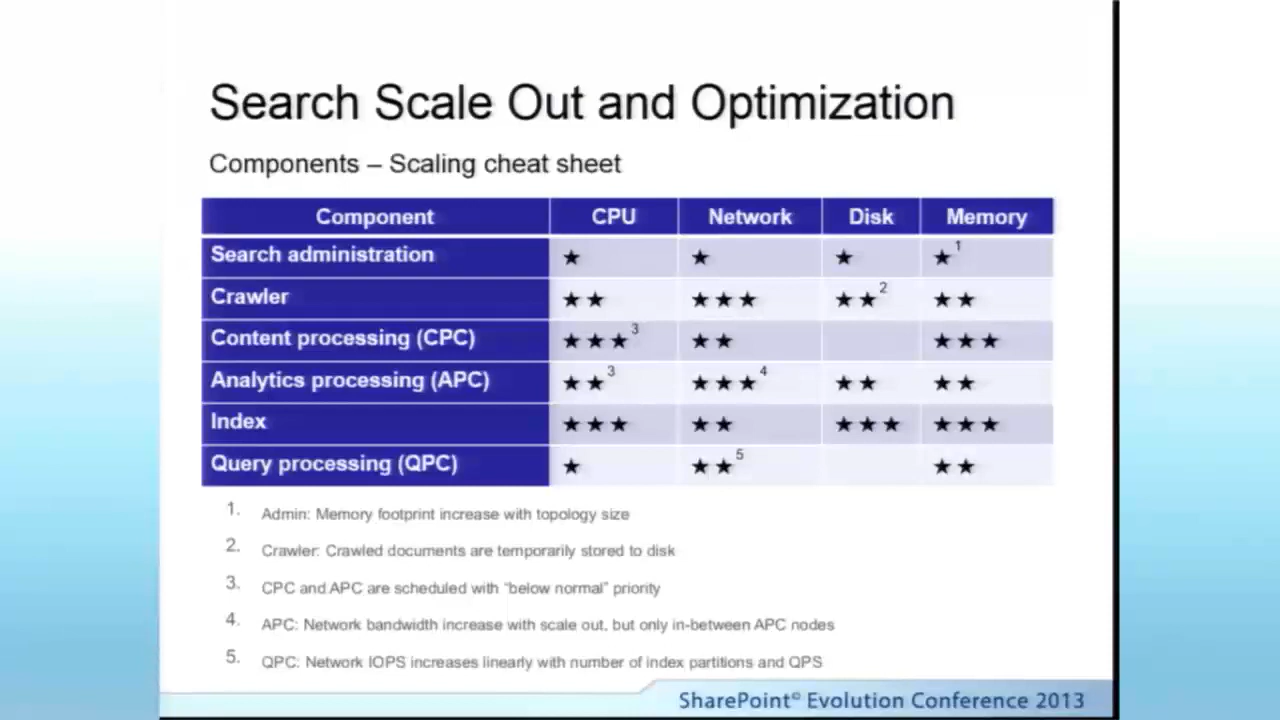 Search Scale Out and Optimization
Components – Scaling cheat sheet
Component CPU Network Disk Memory
Search administration ★ ★ ★ ★ 1
Crawler ★★ ★★★ ★★ 2 ★★
Content processing (CPC) ★★★ 3 ★★ ★★★
Analytics processing (APC) ★★ 3 ★★★ 4 ★★ ★★
Index ★★★ ★★ ★★★ ★★★
Query processing (QPC) ★ ★★ 5 ★★
1. Admin: Memory footprint increase with topology size
2. Crawler: Crawled documents are temporarily stored to disk
3. CPC and APC are scheduled with “below normal” priority
4. APC: Network bandwidth increase with scale out, but only in-between APC nodes
5. QPC: Network IOPS increases linearly with number of index partitions and QPS
SharePoint© Evolution Conference 2013